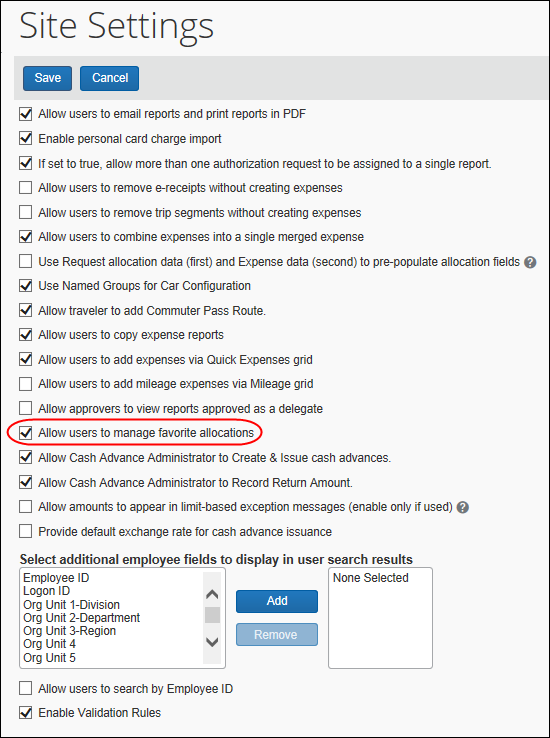 Site Settings
Save Cancel
Allow users to email reports and print reports in PDF
Enable personal card charge import
If set to true, allow more than one authorization request to be assigned to a single report.
Allow users to remove e-receipts without creating expenses
Allow users to remove trip segments without creating expenses
Allow users to combine expenses into a single merged expense
Use Request allocation data (first) and Expense data (second) to pre-populate allocation fields ?
Use Named Groups for Car Configuration
Allow traveler to add Commuter Pass Route.
Allow users to copy expense reports
Allow users to add expenses via Quick Expenses grid
Allow users to add mileage expenses via Mileage grid
Allow approvers to view reports approved as a delegate
Allow users to manage favorite allocations
Allow Cash Advance Administrator to Create & Issue cash advances.
Allow Cash Advance Administrator to Record Return Amount.
Allow amounts to appear in limit-based exception messages (enable only if used) ?
Provide default exchange rate for cash advance issuance
Select additional employee fields to display in user search results
Employee ID
Logon ID
Org Unit 1-Division
Org Unit 2-Department
Org Unit 3-Region
Org Unit 4
Org Unit 5
Add
Remove
None Selected
Allow users to search by Employee ID
Enable Validation Rules